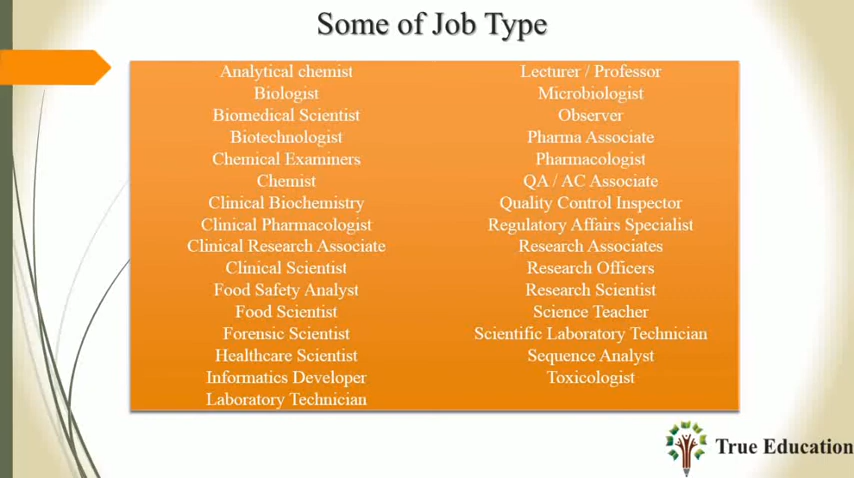 Some of Job Type
Analytical chemist
Biologist
Biomedical Scientist
Biotechnologist
Chemical Examiners
Chemist
Clinical Biochemistry
Clinical Pharmacologist
Clinical Research Associate
Clinical Scientist
Food Safety Analyst
Food Scientist
Forensic Scientist
Healthcare Scientist
Informatics Developer
Laboratory Technician
Lecturer / Professor
Microbiologist
Observer
Pharma Associate
Pharmacologist
QA / AC Associate
Quality Control Inspector
Regulatory Affairs Specialist
Research Associates
Research Officers
Research Scientist
Science Teacher
Scientific Laboratory Technician
Sequence Analyst
Toxicologist
True Education